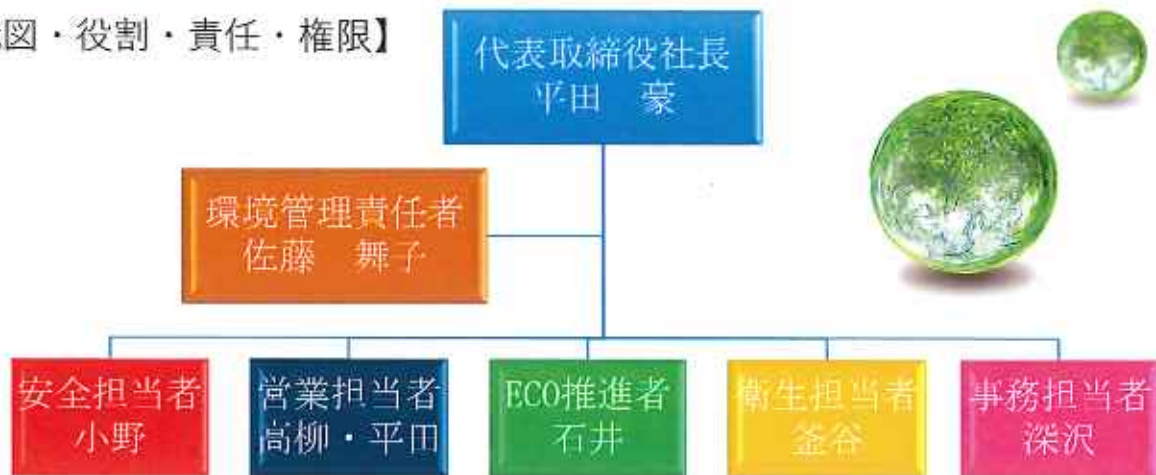 図・役割・責任・権限】
代表取締役社長
平田 豪
環境管理責任者
佐藤 舞子
安全担当者
小野
営業担当者
高柳・平田
ECO推進者
石井
衛生担当者
釜谷
事務担当者
深沢